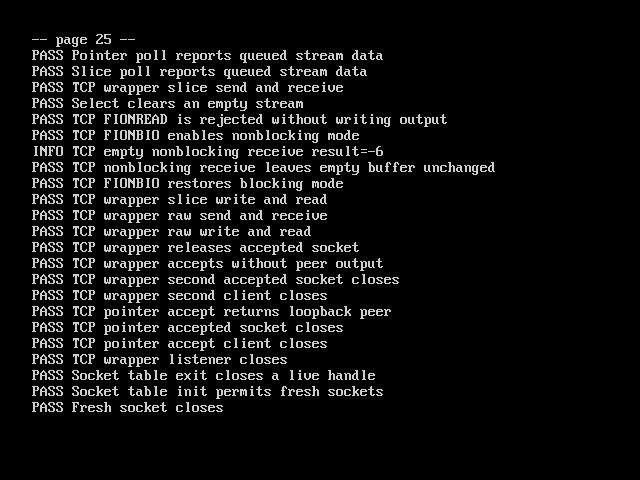 -- page 25 --
PASS Pointer poll reports queued stream data
PASS Slice poll reports queued stream data
PASS TCP wrapper slice send and receive
PASS Select clears an empty stream
PASS TCP FIONREAD is rejected without writing output
PASS TCP FIONBIO enables nonblocking mode
INFO TCP empty nonblocking receive result=-6
PASS TCP nonblocking receive leaves empty buffer unchanged
PASS TCP FIONBIO restores blocking mode
PASS TCP wrapper slice write and read
PASS TCP wrapper raw send and receive
PASS TCP wrapper raw write and read
PASS TCP wrapper releases accepted socket
PASS TCP wrapper accepts without peer output
PASS TCP wrapper second accepted socket closes
PASS TCP wrapper second client closes
PASS TCP pointer accept returns loopback peer
PASS TCP pointer accepted socket closes
PASS TCP pointer accept client closes
PASS TCP wrapper listener closes
PASS Socket table exit closes a live handle
PASS Socket table init permits fresh sockets
PASS Fresh socket closes